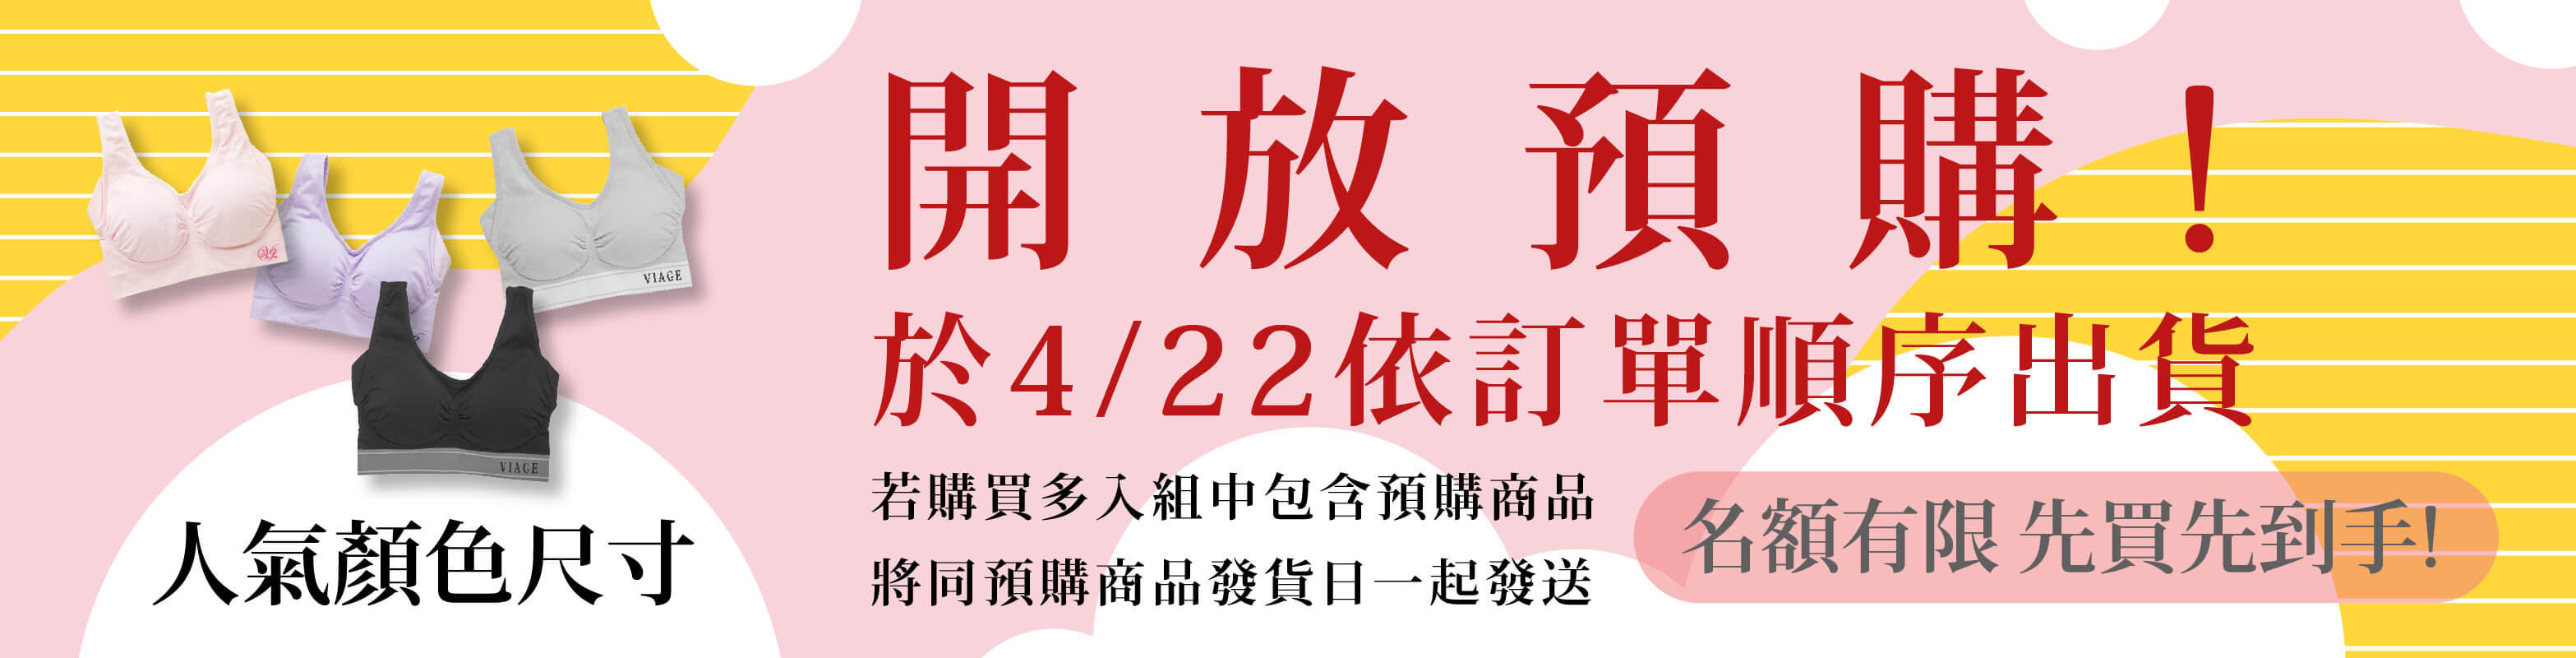 開放預購！
於4/22依訂單順序出貨
若購買多入組中包含預購商品
將同預購商品發貨日一起發送
名額有限 先買先到手!
人氣顏色尺寸
VIAGE
VIAGE